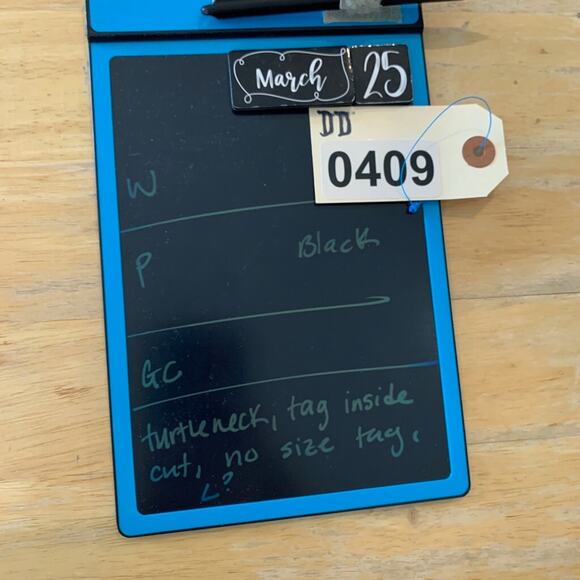 March 25
DD
0409
W
Black
P
GC
turtleneck, tag inside
cut, no size tag,
L?